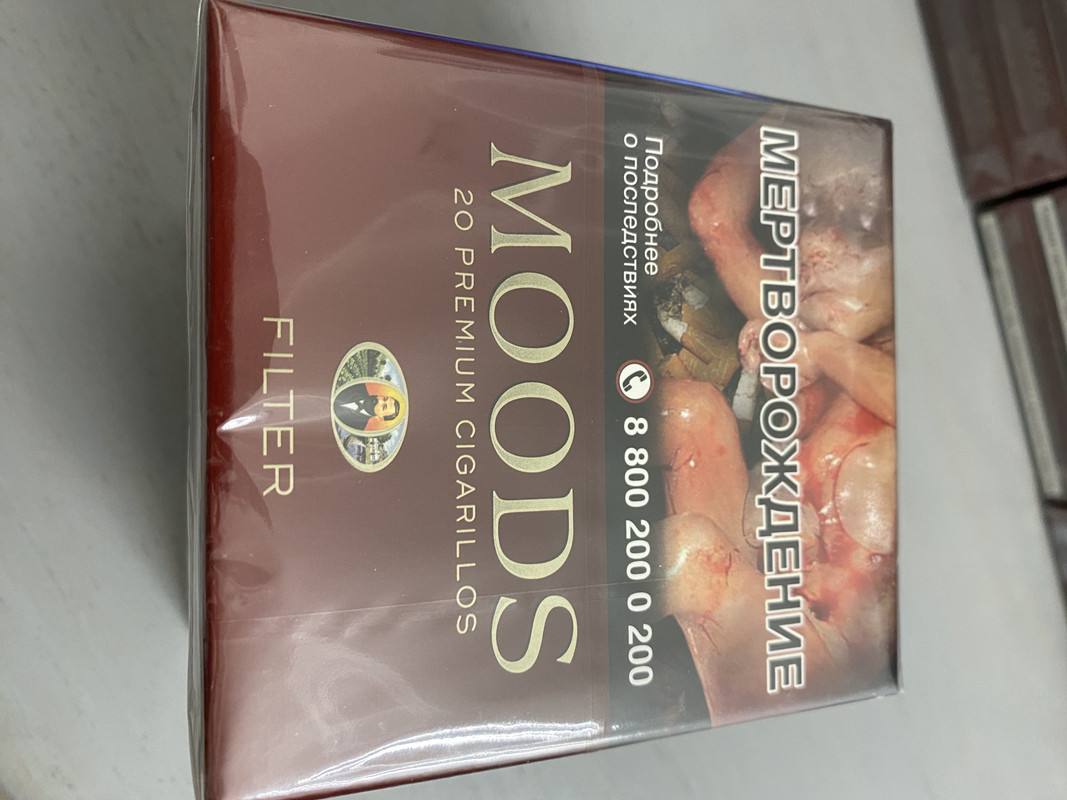 МЕРТВОРОЖДЕНИЕ
Подробнее
о последствиях
8 800 200 0 200
MOODS
20 PREMIUM CIGARILLOS
FILTER